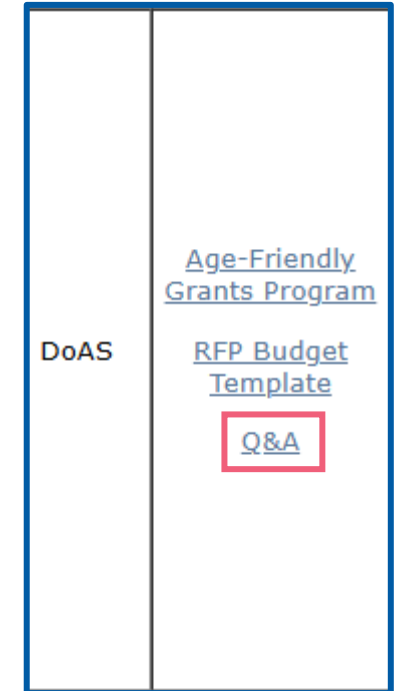 Age-Friendly
Grants Program
DoAS
RFP Budget
Template
Q&A